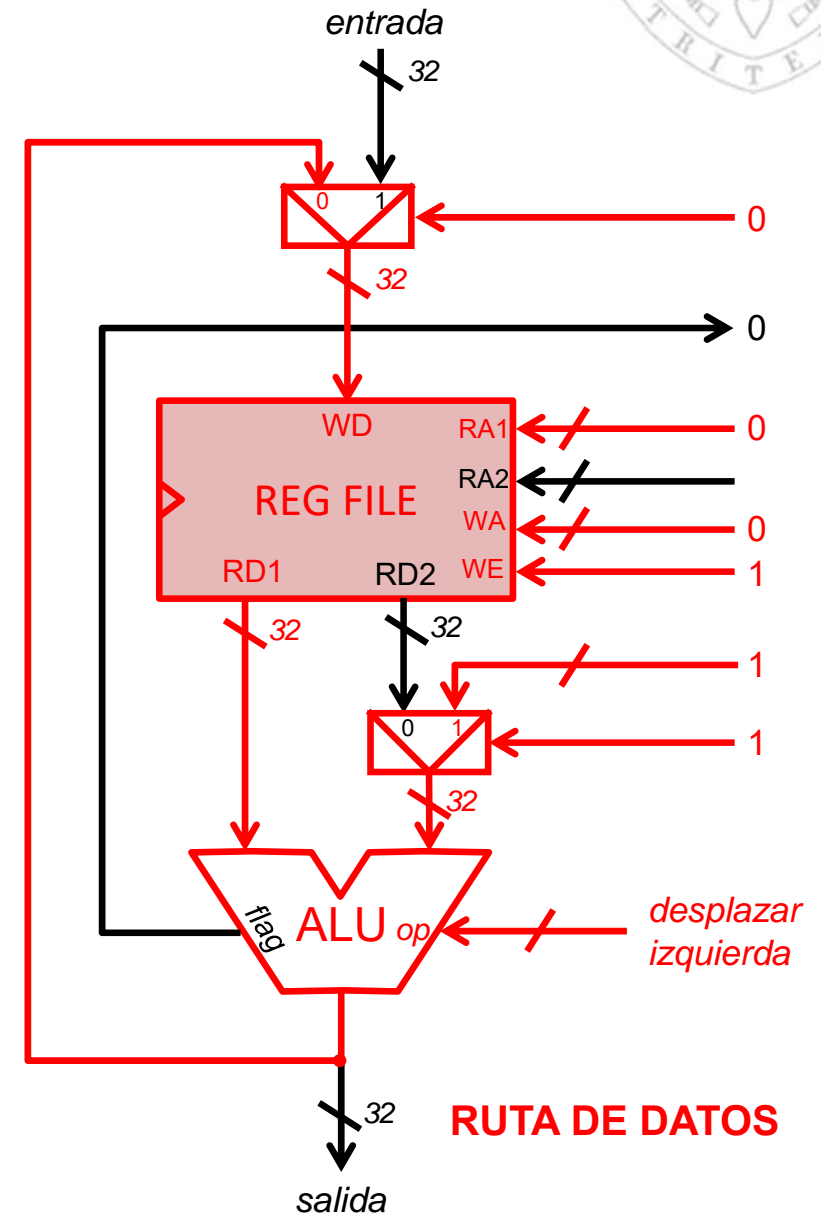 entrada
32
0 1
0
32
0
WD
RA1
0
RA2
REG FILE
WA
0
RD1
RD2
WE
1
32
32
1
0 1
1
32
flag
ALU
op
desplazar
izquierda
32
RUTA DE DATOS
salida
T R I T E